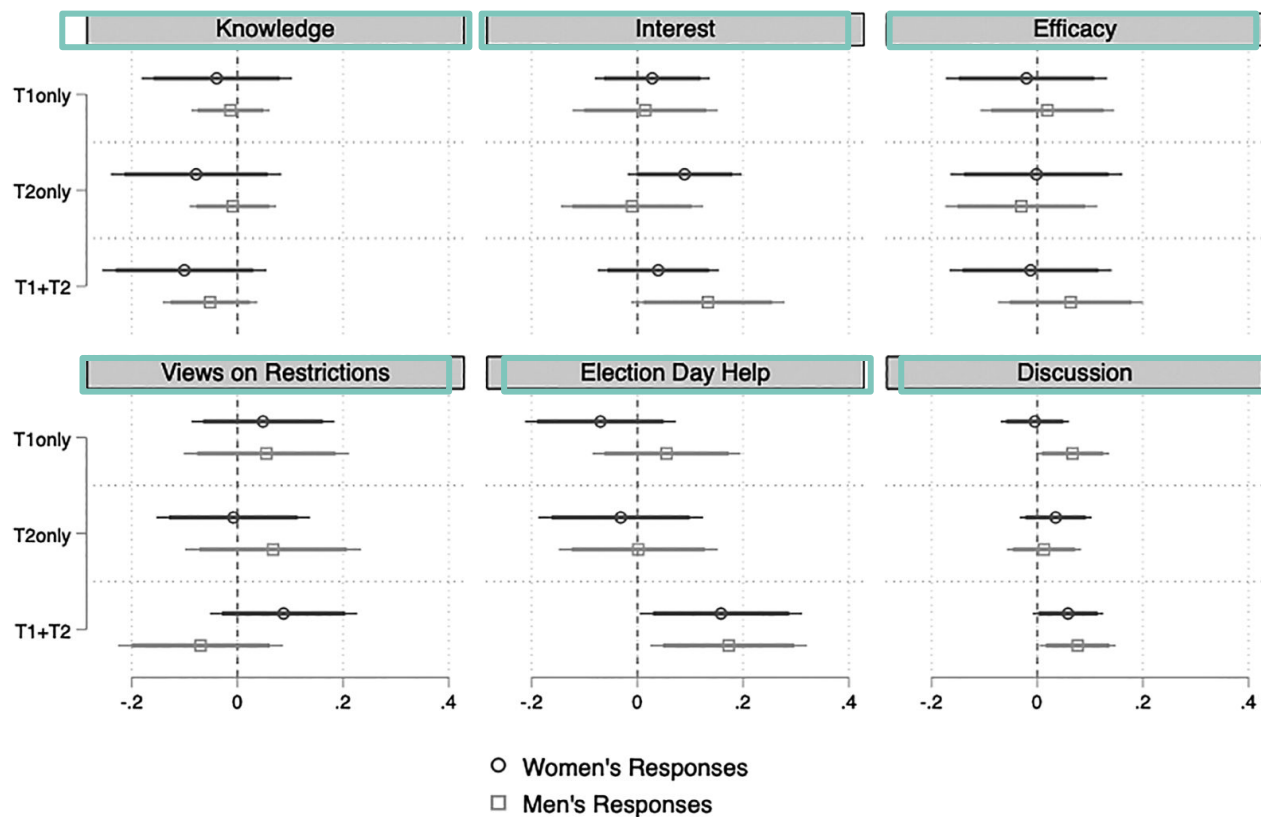 Knowledge
Interest
Efficacy
T1only
T2only
T1+T2
Views on Restrictions
Election Day Help
Discussion
T1only
T2only
T1+T2
-.2 0 .2 .4
-.2 0 .2 .4
-.2 0 .2 .4
Women's Responses
Men's Responses